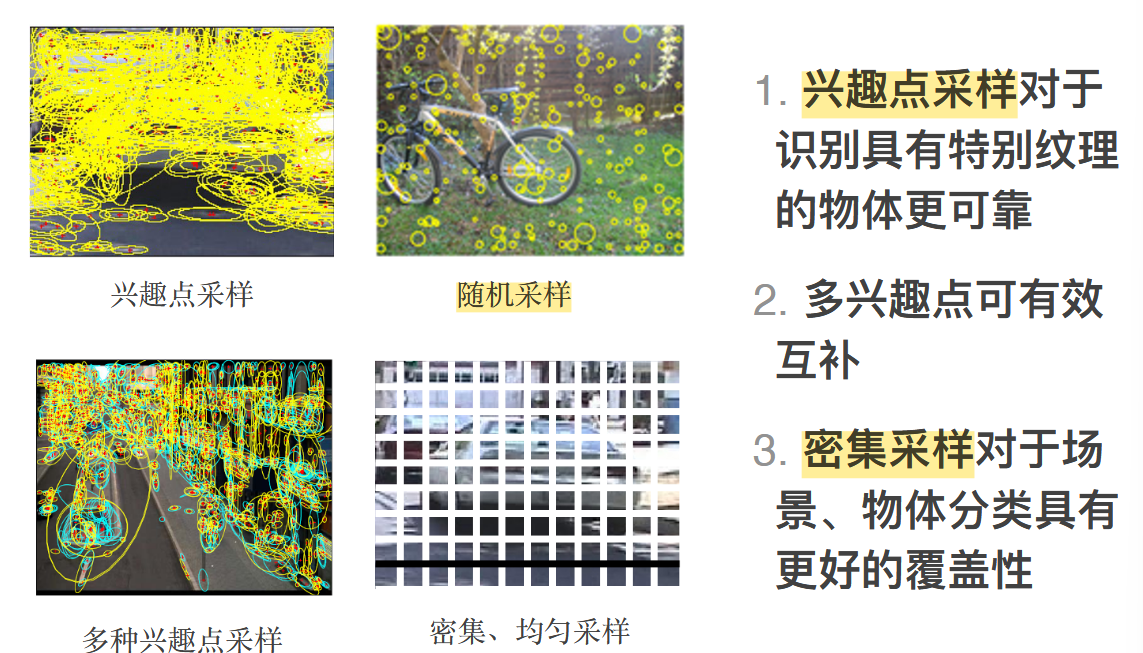 兴趣点采样
随机采样
多种兴趣点采样
密集、均匀采样
1. 兴趣点采样对于
识别具有特别纹理
的物体更可靠
2. 多兴趣点可有效
互补
3. 密集采样对于场
景、物体分类具有
更好的覆盖性